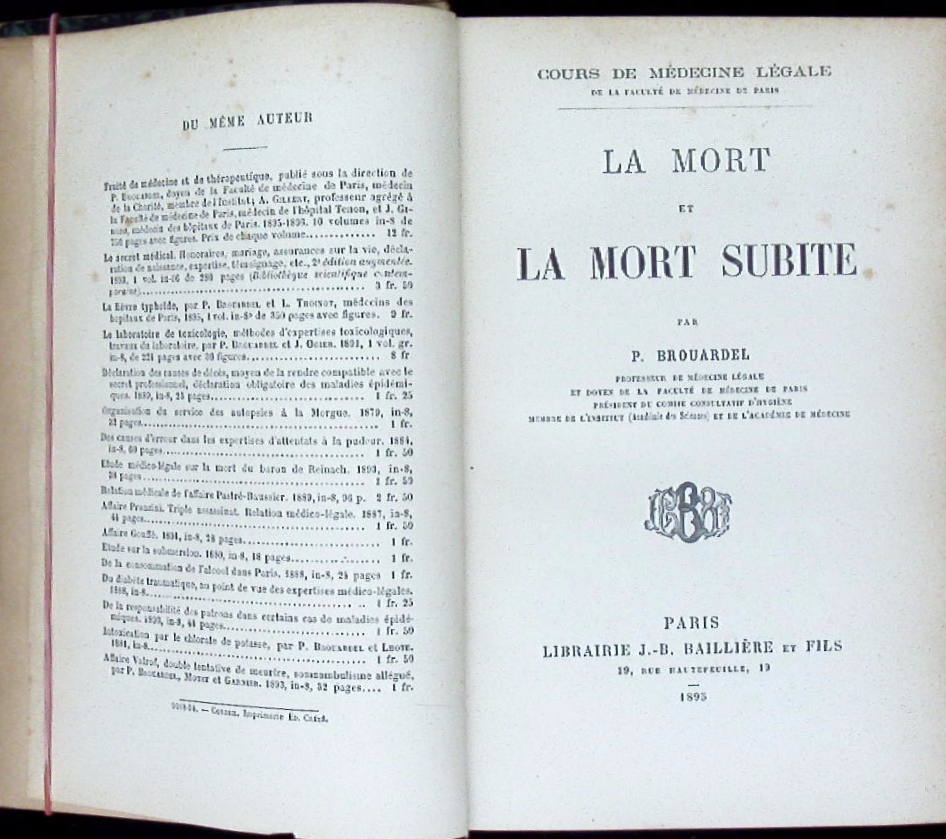 DU MÊME AUTEUR
Traité de médecine et de thérapeutique, publié sous la direction de
P. BROUARDEL, doyen de la Faculté de médecine de Paris, médecin
de la Charité, membre de l'Institut; A. GILBERT, professeur agrégé à
la Faculté de médecine de Paris, médecin de l'hôpital Tenon, et J. GI-
médecin des hôpitaux de Paris. 1895-1896. 10 volumes in-8 de
pages avec figures. Prix de chaque volume.............. 12 fr.
Le secret médical. Honoraires, mariage, assurances sur la vie, décla-
ration de naissance, expertise, témoignage, etc., 2e édition augmentée.
1893, 1 vol. in-16 de 280 pages (Bibliothèque scientifique contem-
poraine)........................................ 3 fr. 50
La fièvre typhoïde, par P. BROUARDEL et L. THOINOT, médecins des
hôpitaux de Paris, 1895, 1 vol. in-8° de 350 pages avec figures. 9 fr.
Le laboratoire de toxicologie, méthodes d'expertises toxicologiques,
travaux du laboratoire, par P. BROUARDEL et J. OGIER. 1891, 1 vol. gr.
in-8, de 224 pages avec 30 figures........................ 8 fr
Déclaration des causes de décès, moyen de la rendre compatible avec le
secret professionnel, déclaration obligatoire des maladies épidémi-
ques. 1889, in-8, 25 pages............................ 1 fr. 25
Organisation du service des autopsies à la Morgue. 1879, in-8,
pages........................................ 1 fr.
Des causes d'erreur dans les expertises d'attentats à la pudeur. 1884,
in-8, 60 pages.................................... 1 fr. 50
Etude médico-légale sur la mort du baron de Reinach. 1893, in-8,
pages........................................ 1 fr. 50
Relation médicale de l'affaire Pastré-Baussier. 1889, in-8, 96 p. 2 fr. 50
Affaire Pranzini. Triple assassinat. Relation médico-légale. 1887, in-8,
44 pages........................................ 1 fr. 50
Affaire Gouffé. 1891, in-8, 78 pages........................ 1 fr.
Etude sur la submersion. 1889, in-8, 18 pages................ 1 fr.
De la consommation de l'alcool dans Paris. 1888, in-8, 24 pages 1 fr.
Du diabète traumatique, au point de vue des expertises médico-légales.
1888, in-8........................................ 1 fr. 25
De la responsabilité des patrons dans certains cas de maladies épidé-
miques. 1893, in-8, 44 pages............................ 1 fr. 50
Intoxication par le chlorate de potasse, par P. BROUARDEL et LHOTE.
1881, in-8........................................ 1 fr. 50
Affaire Valrof, double tentative de meurtre, somnambulisme allégué,
par P. BROUARDEL, MOTET et GARNIER. 1893, in-8, 52 pages.... 1 fr.
CORBEIL. Imprimerie ÉD. CRÉTÉ.
COURS DE MÉDECINE LÉGALE
DE LA FACULTÉ DE MÉDECINE DE PARIS
LA MORT
ET
LA MORT SUBITE
PAR
P. BROUARDEL
PROFESSEUR DE MÉDECINE LÉGALE
ET DOYEN DE LA FACULTÉ DE MÉDECINE DE PARIS
PRÉSIDENT DU COMITÉ CONSULTATIF D'HYGIÈNE
MEMBRE DE L'INSTITUT (Académie des Sciences) ET DE L'ACADÉMIE DE MÉDECINE
PARIS
LIBRAIRIE J.-B. BAILLIÈRE ET FILS
19, RUE HAUTEFEUILLE, 19
1895